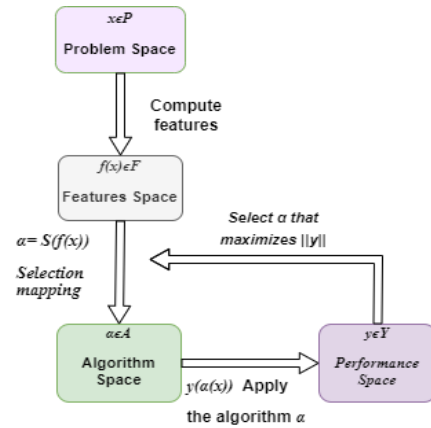 xϵP
Problem Space
Compute
features
f(x)ϵF
Features Space
α= S(f(x))
Selection
mapping
Select α that
maximizes ||y||
αϵA
Algorithm
Space
y(α(x)) Apply
the algorithm α
yϵY
Performance
Space